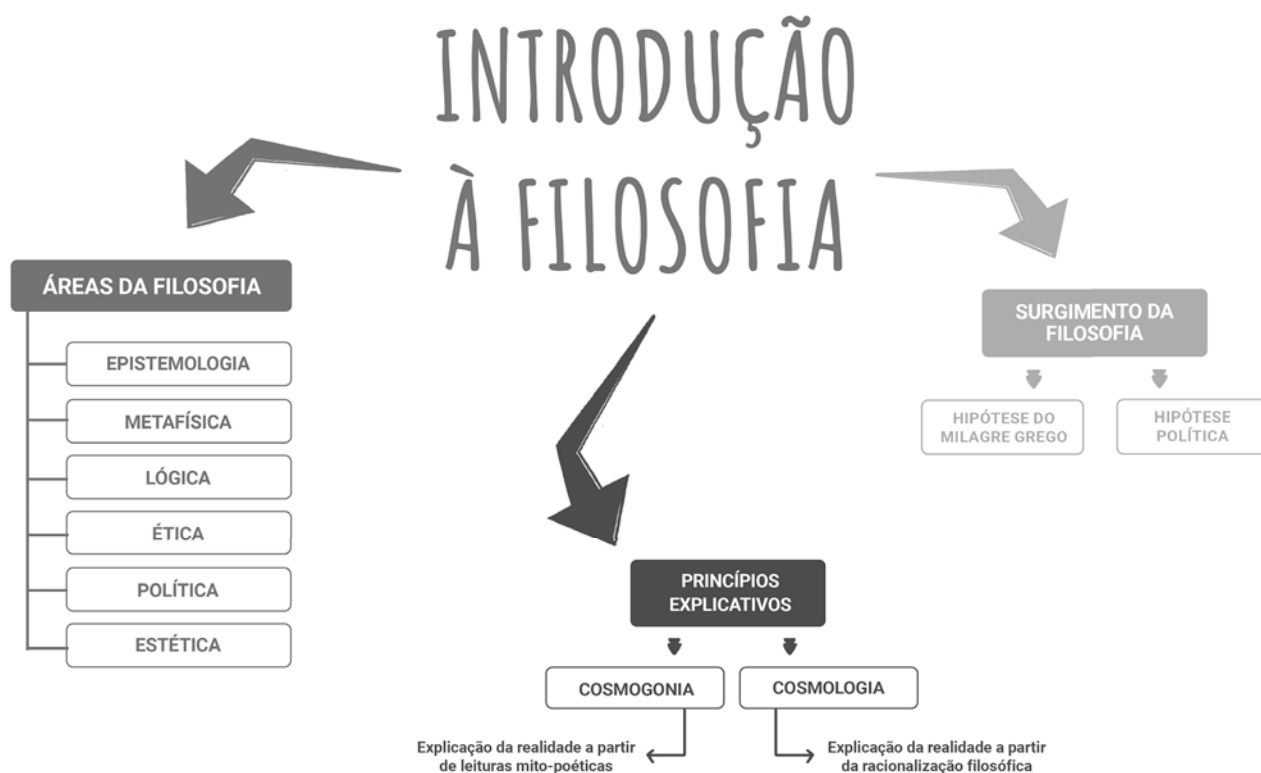 INTRODUÇÃO
À FILOSOFIA
ÁREAS DA FILOSOFIA
EPISTEMOLOGIA
METAFÍSICA
LÓGICA
ÉTICA
POLÍTICA
ESTÉTICA
PRINCÍPIOS
EXPLICATIVOS
COSMOGONIA
Explicação da realidade a partir
de leituras mito-poéticas
COSMOLOGIA
Explicação da realidade a partir
da racionalização filosófica
SURGIMENTO DA
FILOSOFIA
HIPÓTESE DO
MILAGRE GREGO
HIPÓTESE
POLÍTICA